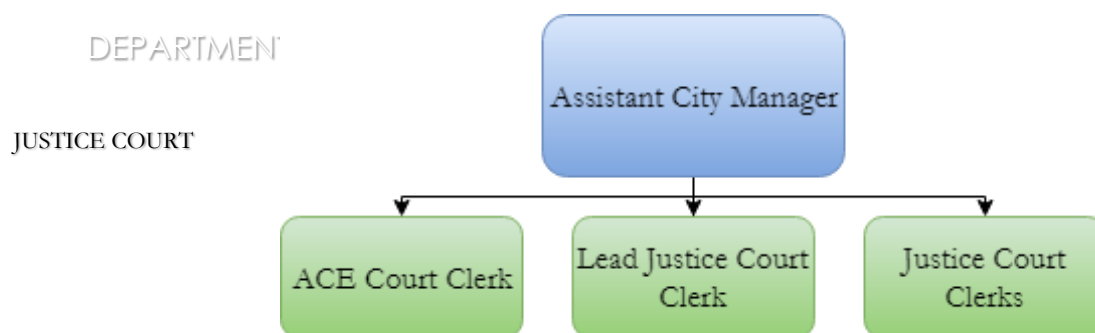 DEPARTMEN
JUSTICE COURT
Assistant City Manager
ACE Court Clerk
Lead Justice Court
Clerk
Justice Court
Clerks